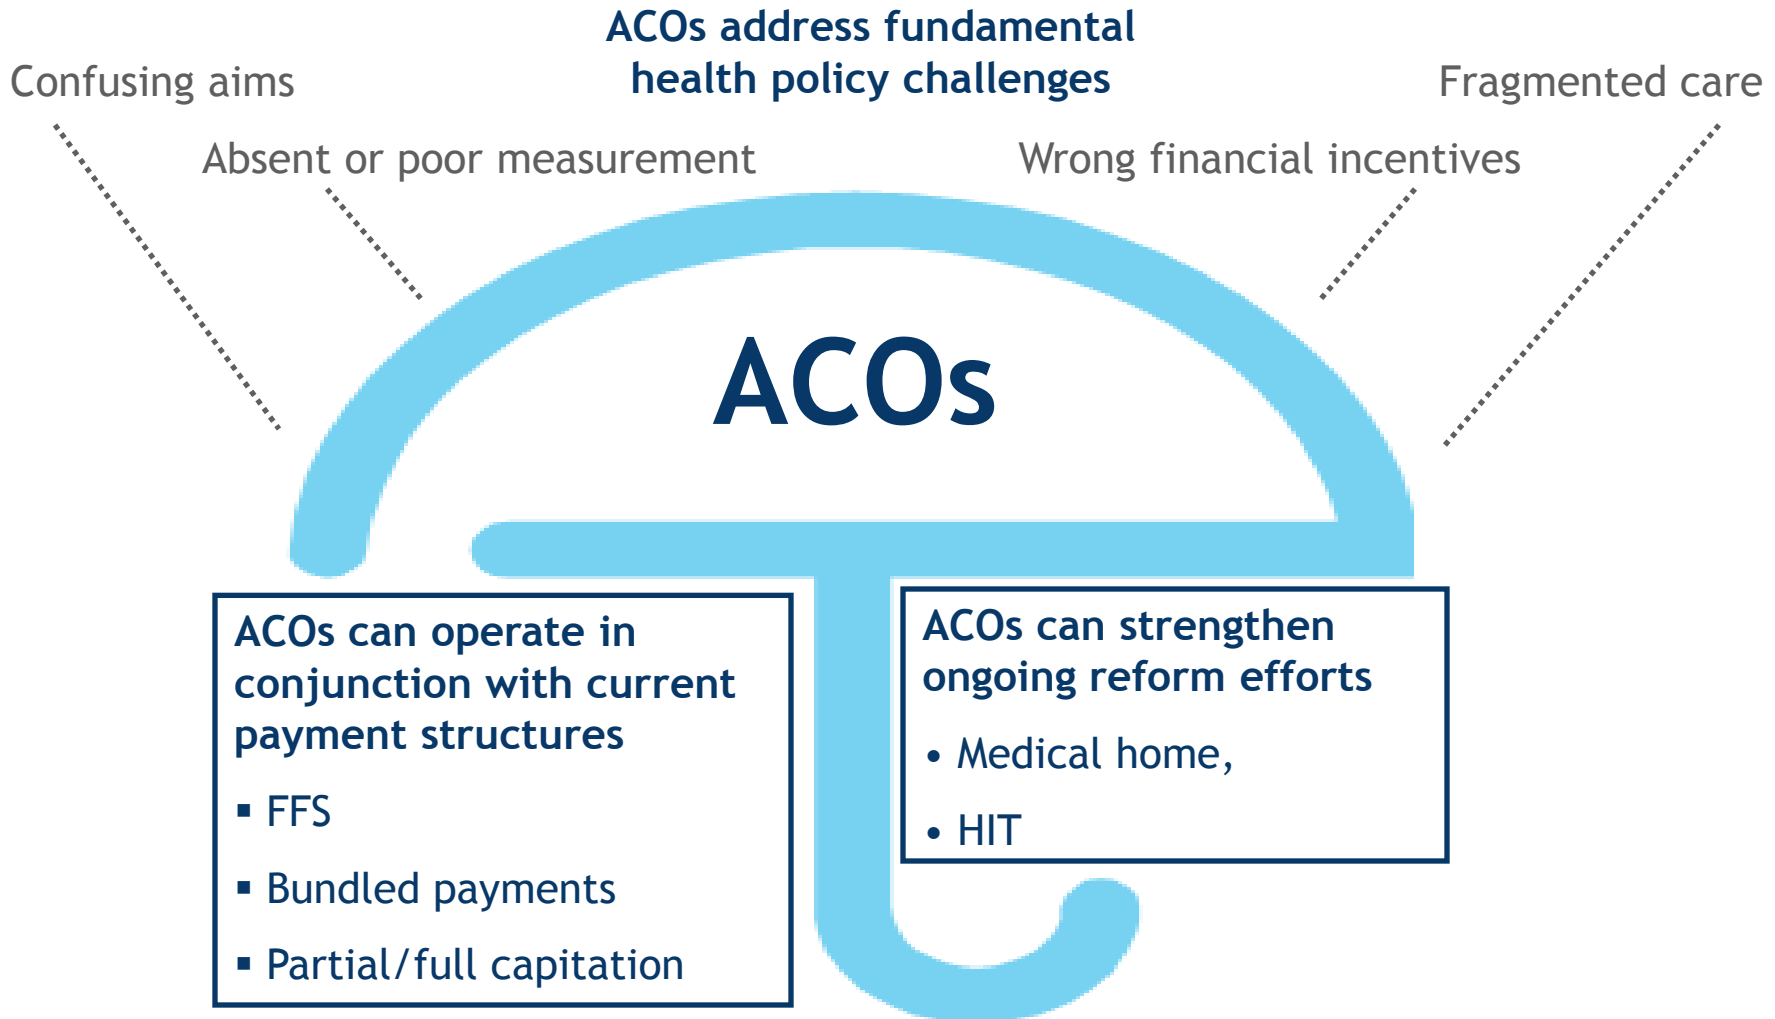 ACOs address fundamental
health policy challenges
Confusing aims
Fragmented care
Absent or poor measurement
Wrong financial incentives
ACOs
ACOs can operate in
conjunction with current
payment structures
▪ FFS
▪ Bundled payments
▪ Partial/full capitation
ACOs can strengthen
ongoing reform efforts
• Medical home,
• HIT